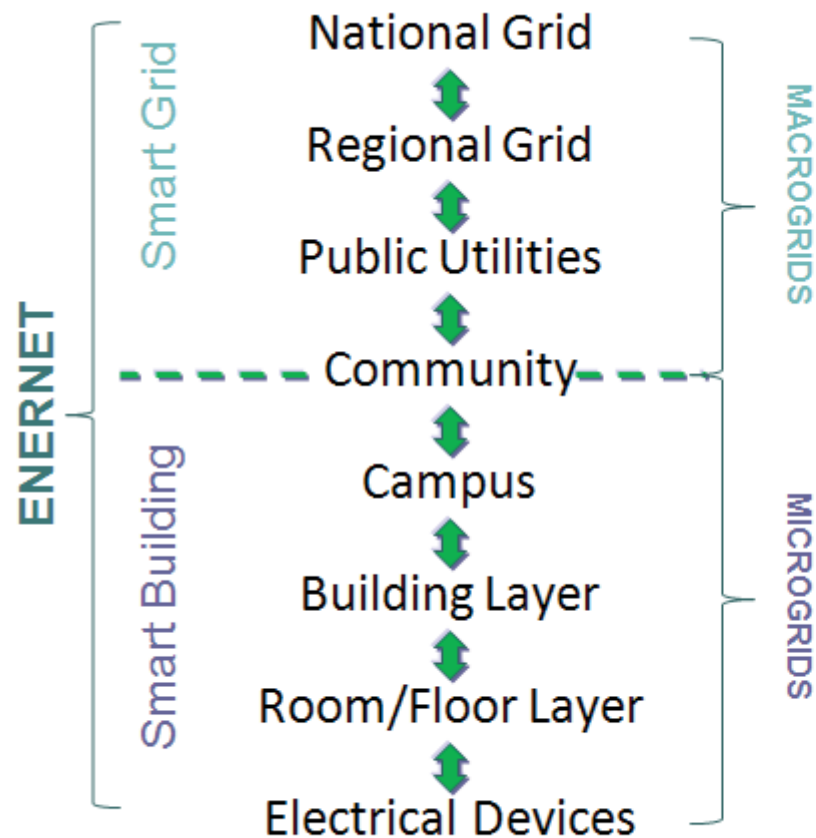 ENERNET
Smart Grid
Smart Building
National Grid
Regional Grid
Public Utilities
Community
Campus
Building Layer
Room/Floor Layer
Electrical Devices
MACROGRIDS
MICROGRIDS